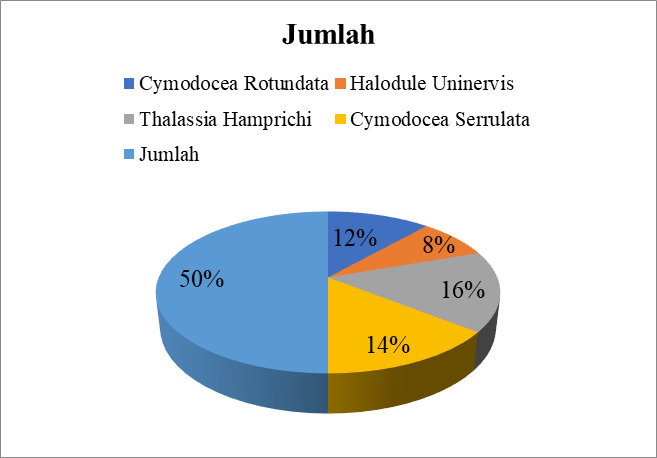 Jumlah
Cymodocea Rotundata Halodule Uninervis
Thalassia Hamprichi Cymodocea Serrulata
Jumlah
12%
8%
50%
16%
14%